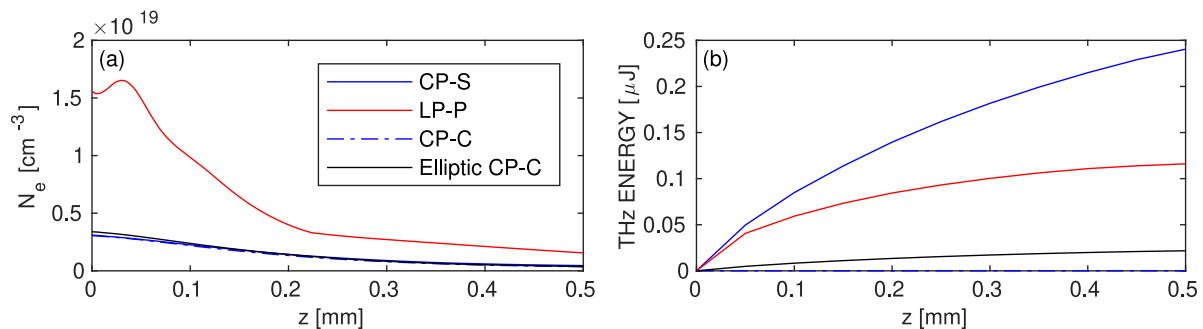 × 10 19
2
1.5
1
0.5
0
(a)
CP-S
LP-P
CP-C
Elliptic CP-C
N e [cm -3 ]
0 0.1 0.2 0.3 0.4 0.5
z [mm]
0.25
0.2
0.15
0.1
0.05
0
(b)
THz ENERGY [μJ]
0 0.1 0.2 0.3 0.4 0.5
z [mm]